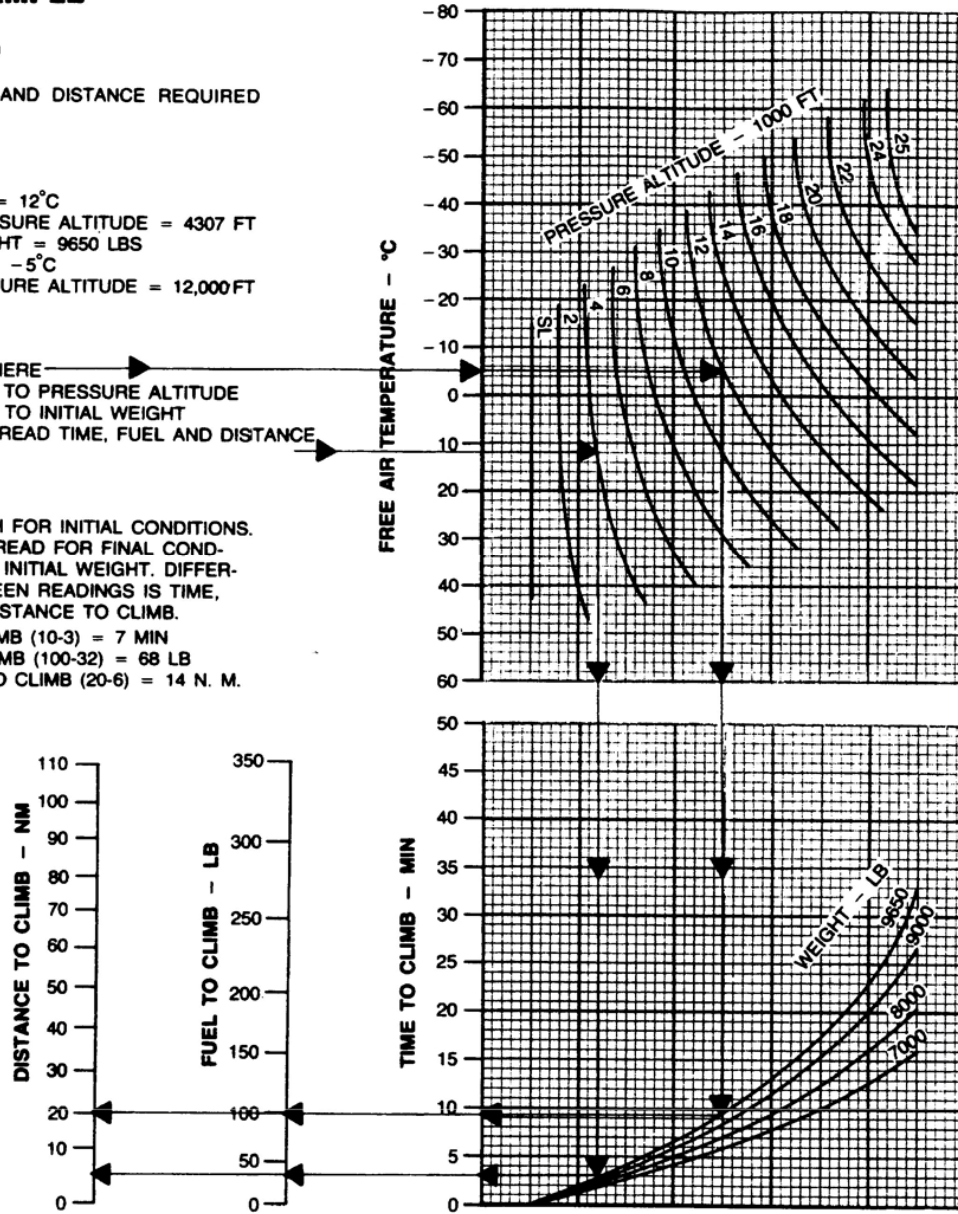 AND DISTANCE REQUIRED
= 12°C
SSURE ALTITUDE = 4307 FT
HT = 9650 LBS
-5°C
SURE ALTITUDE = 12,000 FT
HERE
TO PRESSURE ALTITUDE
TO INITIAL WEIGHT
READ TIME, FUEL AND DISTANCE
FOR INITIAL CONDITIONS.
READ FOR FINAL COND-
INITIAL WEIGHT. DIFFER-
EEN READINGS IS TIME,
ISTANCE TO CLIMB.
MB (10-3) = 7 MIN
MB (100-32) = 68 LB
O CLIMB (20-6) = 14 N. M.
FREE AIR TEMPERATURE - °C
-80
-70
-60
-50
-40
-30
-20
-10
0
10
20
30
40
50
60
PRESSURE ALTITUDE - 1000 FT
SL
2
4
6
8
10
12
14
16
18
20
22
24
25
DISTANCE TO CLIMB - NM
110
100
90
80
70
60
50
40
30
20
10
0
FUEL TO CLIMB - LB
350
300
250
200
150
100
50
0
TIME TO CLIMB - MIN
50
45
40
35
30
25
20
15
10
5
0
WEIGHT - LB
9650
9000
8000
7000